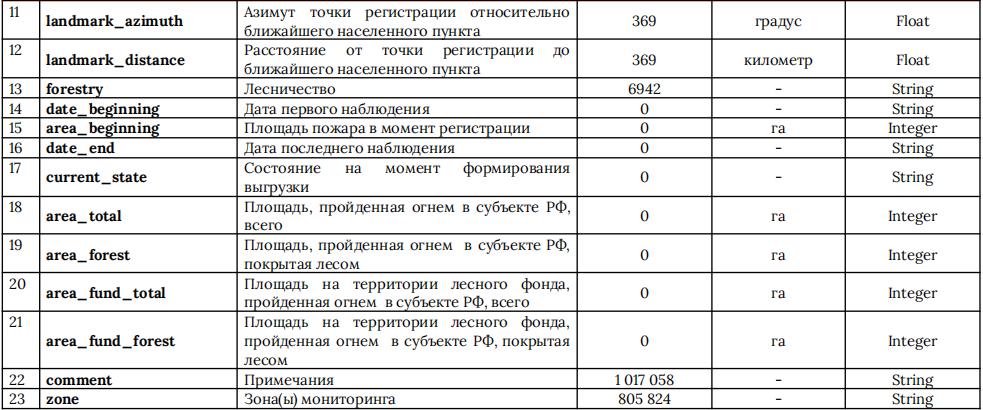 11 landmark_azimuth Азимут точки регистрации относительно ближайшего населенного пункта 369 градус Float
12 landmark_distance Расстояние от точки регистрации до ближайшего населенного пункта 369 километр Float
13 forestry Лесничество 6942 - String
14 date_beginning Дата первого наблюдения 0 - String
15 area_beginning Площадь пожара в момент регистрации 0 га Integer
16 date_end Дата последнего наблюдения 0 - String
17 current_state Состояние на момент формирования выгрузки 0 - String
18 area_total Площадь, пройденная огнем в субъекте РФ, всего 0 га Integer
19 area_forest Площадь, пройденная огнем в субъекте РФ, покрытая лесом 0 га Integer
20 area_fund_total Площадь на территории лесного фонда, пройденная огнем в субъекте РФ, всего 0 га Integer
21 area_fund_forest Площадь на территории лесного фонда, пройденная огнем в субъекте РФ, покрытая лесом 0 га Integer
22 comment Примечания 1 017 058 - String
23 zone Зона(ы) мониторинга 805 824 - String